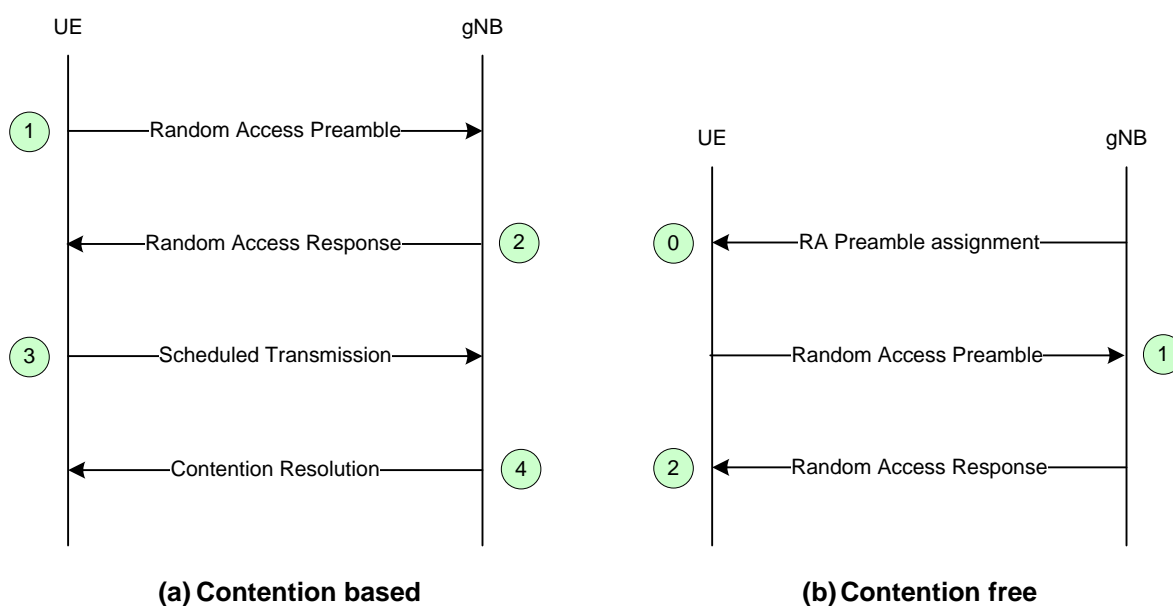 UE
gNB
1
Random Access Preamble
Random Access Response
2
3
Scheduled Transmission
Contention Resolution
4
(a) Contention based
UE
gNB
0
RA Preamble assignment
Random Access Preamble
1
2
Random Access Response
(b) Contention free